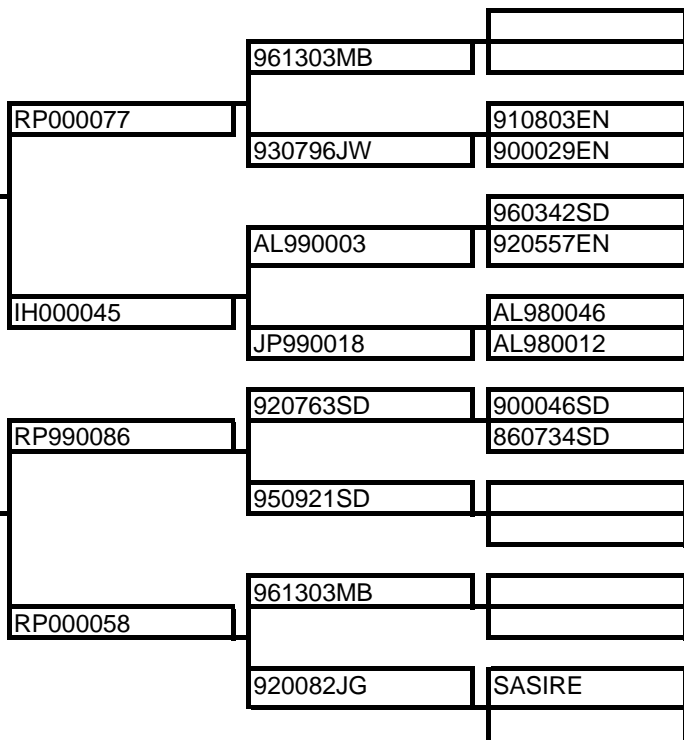 961303MB
RP000077
910803EN
930796JW
900029EN
960342SD
AL990003
920557EN
IH000045
AL980046
JP990018
AL980012
920763SD
900046SD
RP990086
860734SD
950921SD
961303MB
RP000058
920082JG
SASIRE